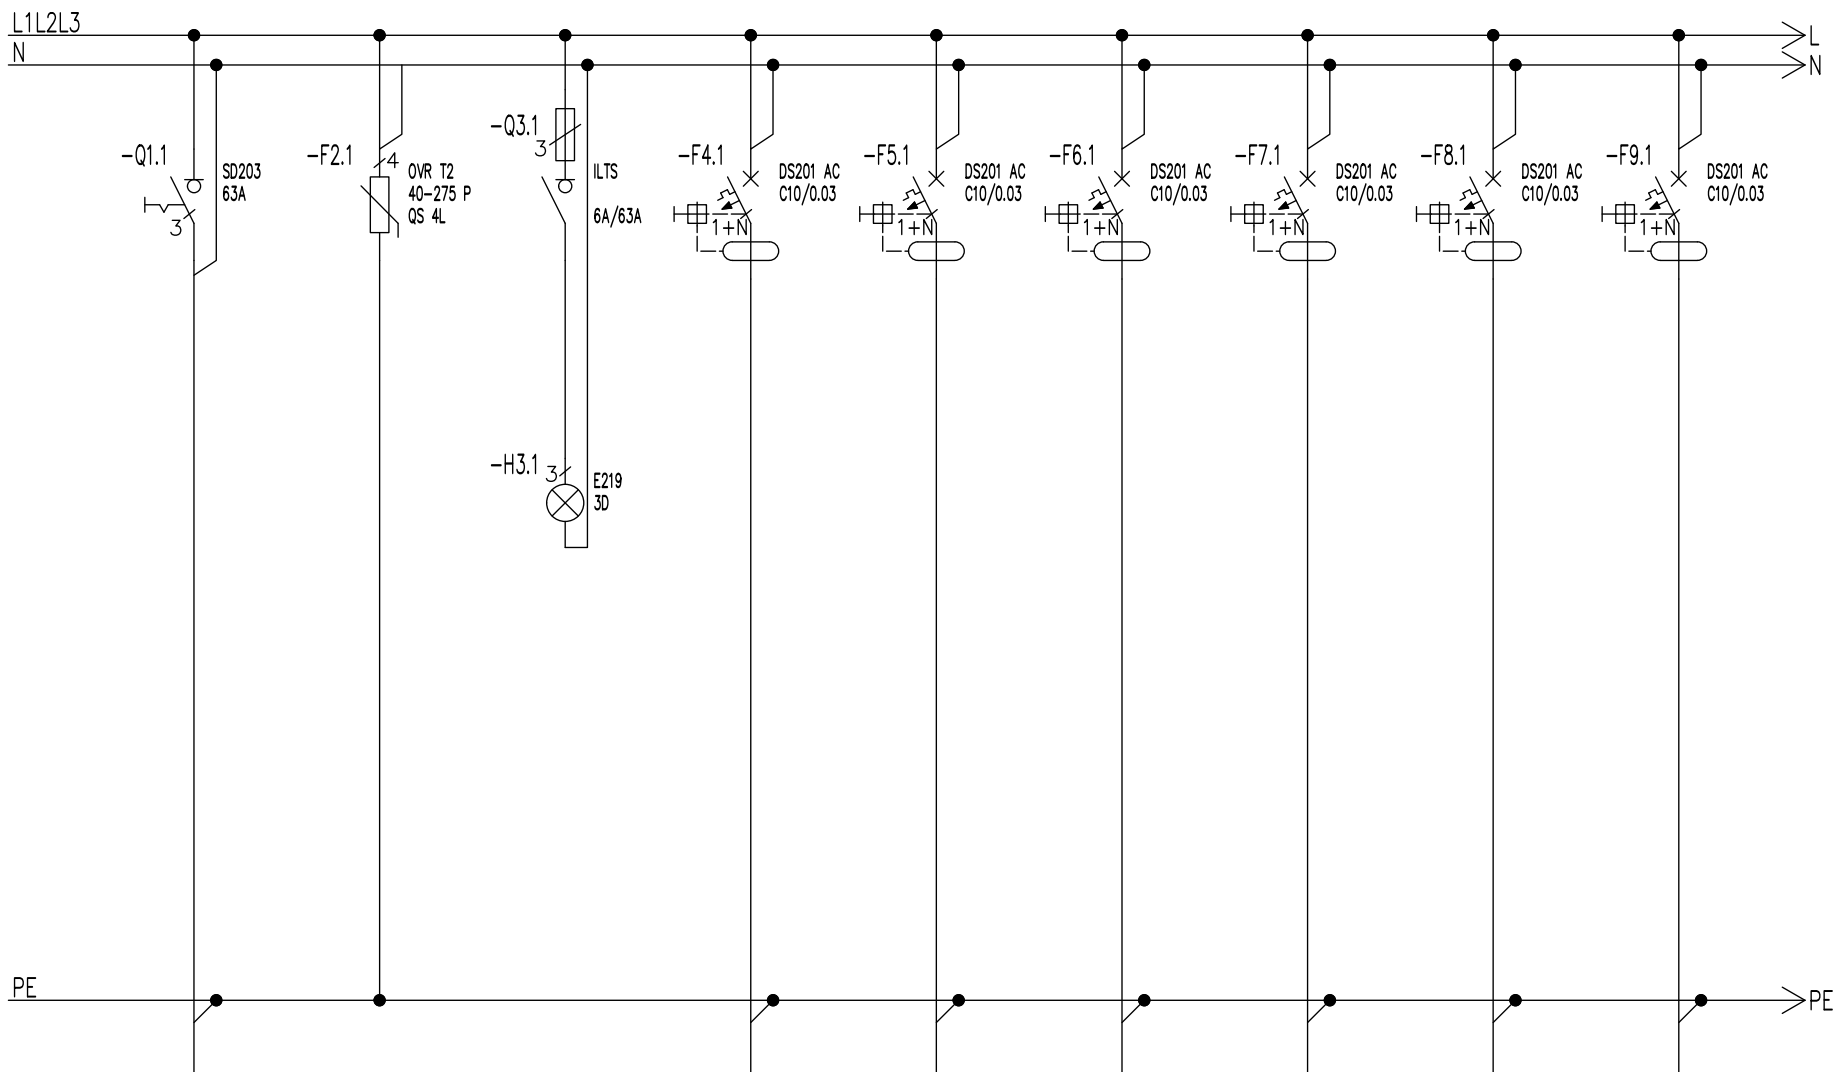 L1L2L3
L
N
N
-Q1.1
SD203
63A
3
-F2.1
4
OVR T2
40-275 P
QS 4L
-Q3.1
3
ILTS
6A/63A
-H3.1
3
E219
3D
-F4.1
DS201 AC
C10/0.03
1+N
-F5.1
DS201 AC
C10/0.03
1+N
-F6.1
DS201 AC
C10/0.03
1+N
-F7.1
DS201 AC
C10/0.03
1+N
-F8.1
DS201 AC
C10/0.03
1+N
-F9.1
DS201 AC
C10/0.03
1+N
PE
PE